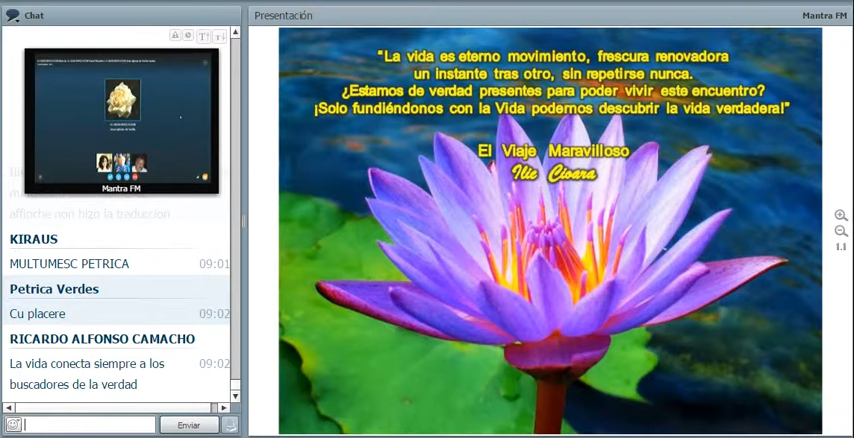 Chat
Mantra FM
affinche non hizo la traduccion
KIRAUS
MULTUMESC PETRICA 09:01
Petrica Verdes
Cu placere 09:02
RICARDO ALFONSO CAMACHO
La vida conecta siempre a los 09:02
buscadores de la verdad
Enviar
Presentación
Mantra FM
"La vida es eterno movimiento, frescura renovadora
un instante tras otro, sin repetirse nunca.
¿Estamos de verdad presentes para poder vivir este encuentro?
¡Solo fundiéndonos con la Vida podemos descubrir la vida verdadera!"
El Viaje Maravilloso
Ilie Cioara
1:1